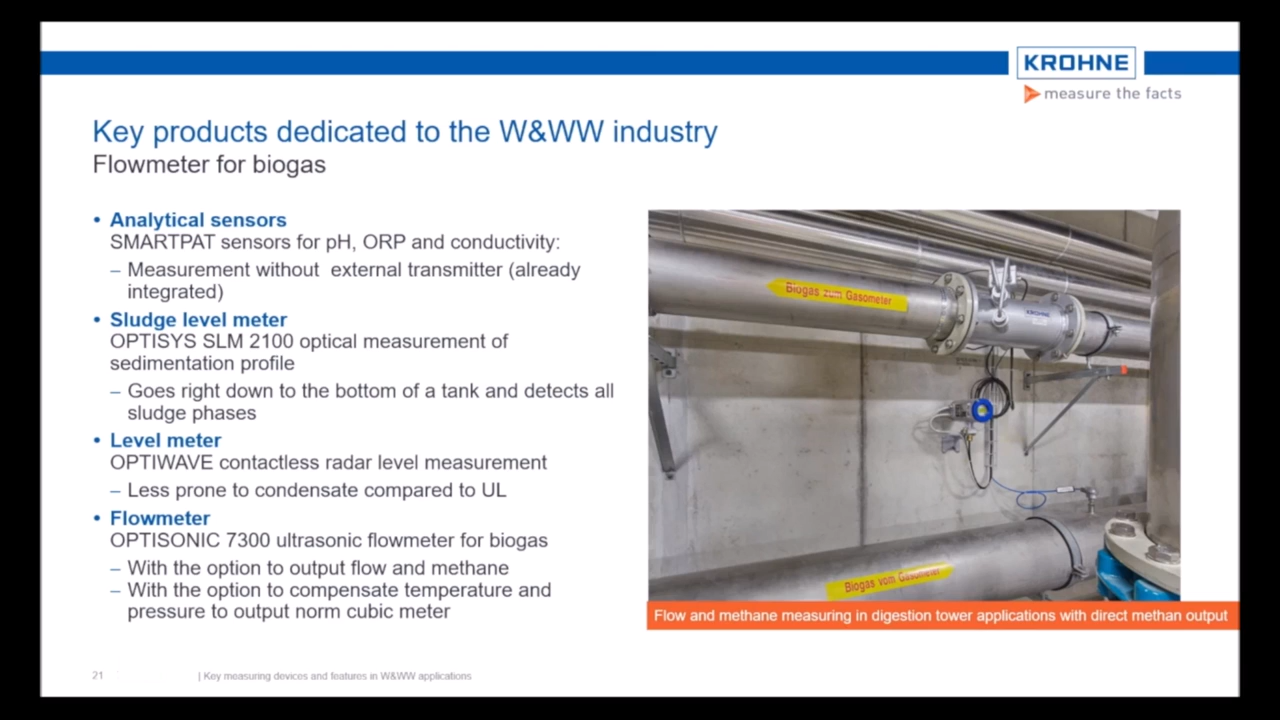 KROHNE
measure the facts
Key products dedicated to the W&WW industry
Flowmeter for biogas
• Analytical sensors
SMARTPAT sensors for pH, ORP and conductivity:
– Measurement without external transmitter (already
integrated)
• Sludge level meter
OPTISYS SLM 2100 optical measurement of
sedimentation profile
– Goes right down to the bottom of a tank and detects all
sludge phases
• Level meter
OPTIWAVE contactless radar level measurement
– Less prone to condensate compared to UL
• Flowmeter
OPTISONIC 7300 ultrasonic flowmeter for biogas
– With the option to output flow and methane
– With the option to compensate temperature and
pressure to output norm cubic meter
Biogas zum Gasometer
KROHNE
Biogas vom Gasometer
Flow and methane measuring in digestion tower applications with direct methan output
21
| Key measuring devices and features in W&WW applications